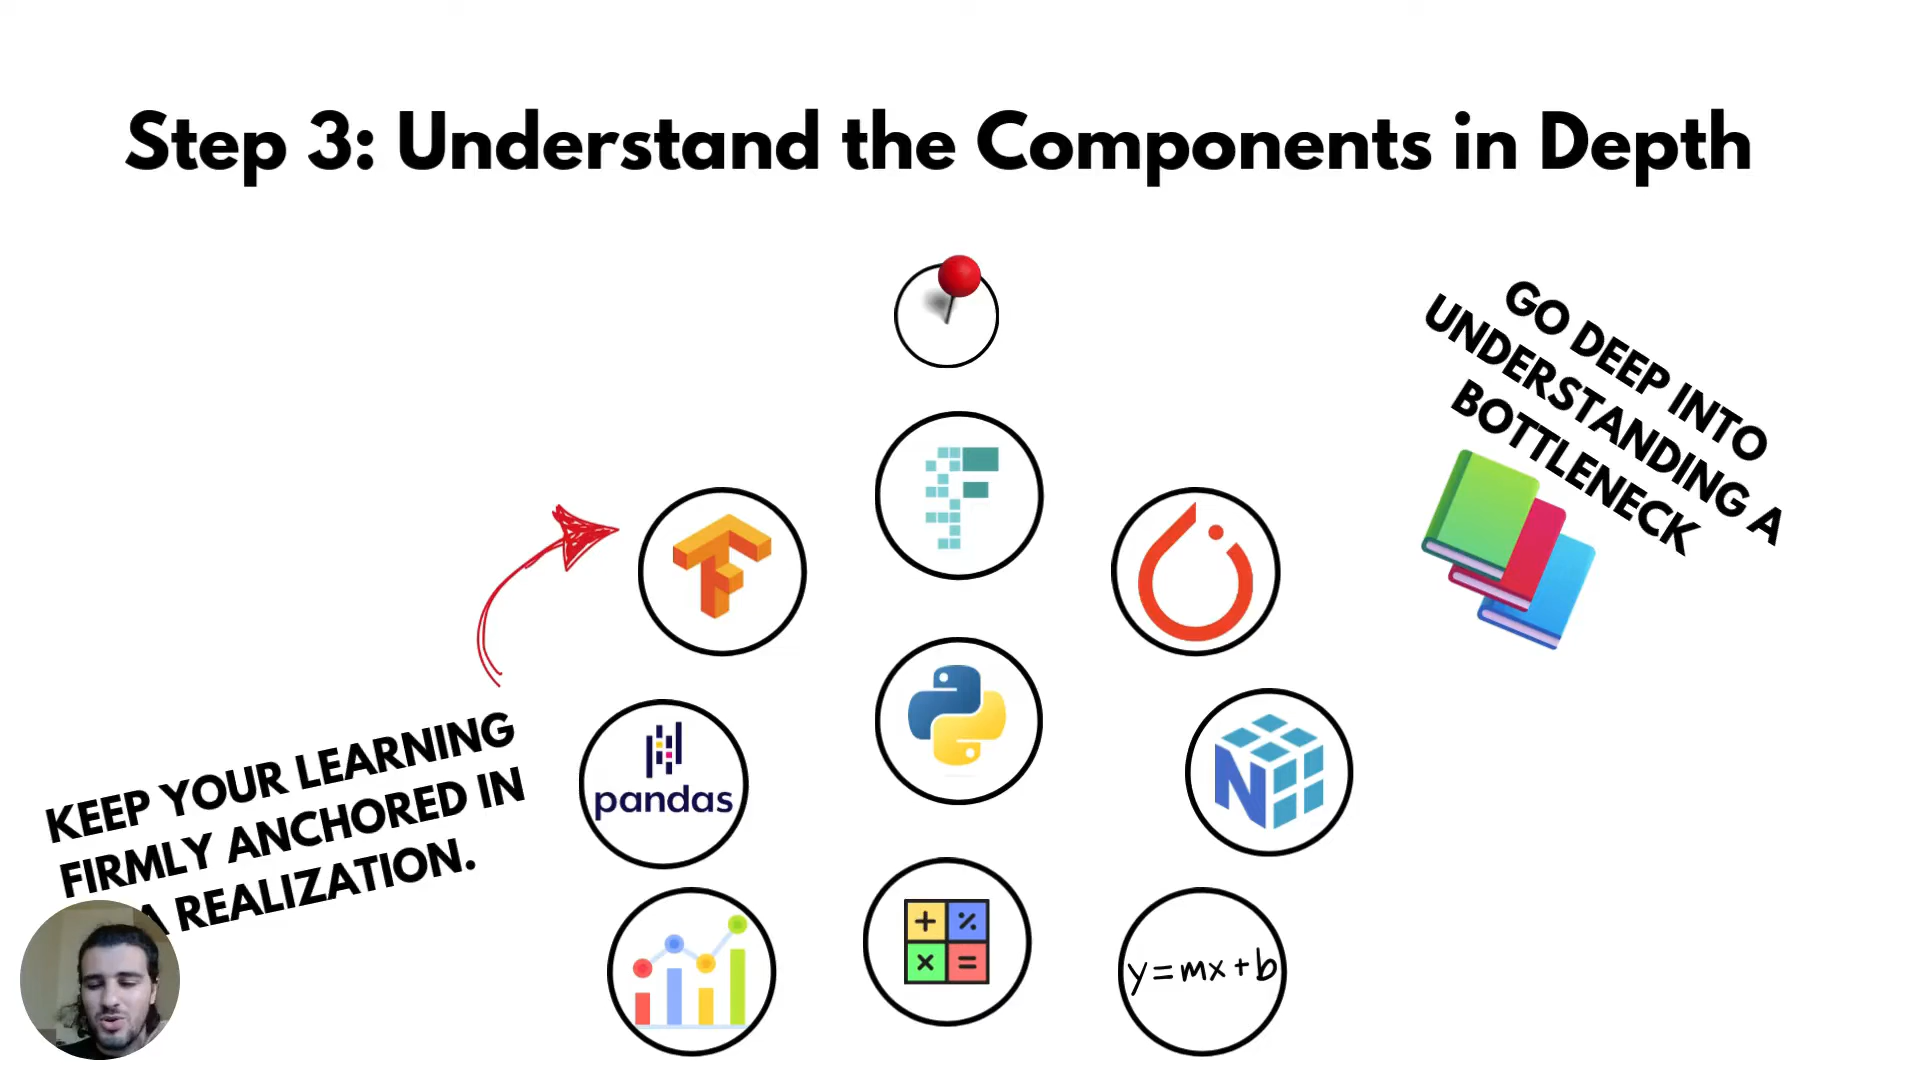 Step 3: Understand the Components in Depth
GO DEEP INTO
UNDERSTANDING A
BOTTLENECK
KEEP YOUR LEARNING
FIRMLY ANCHORED IN
A REALIZATION.
pandas
N
+ %
× =
y=mx+b